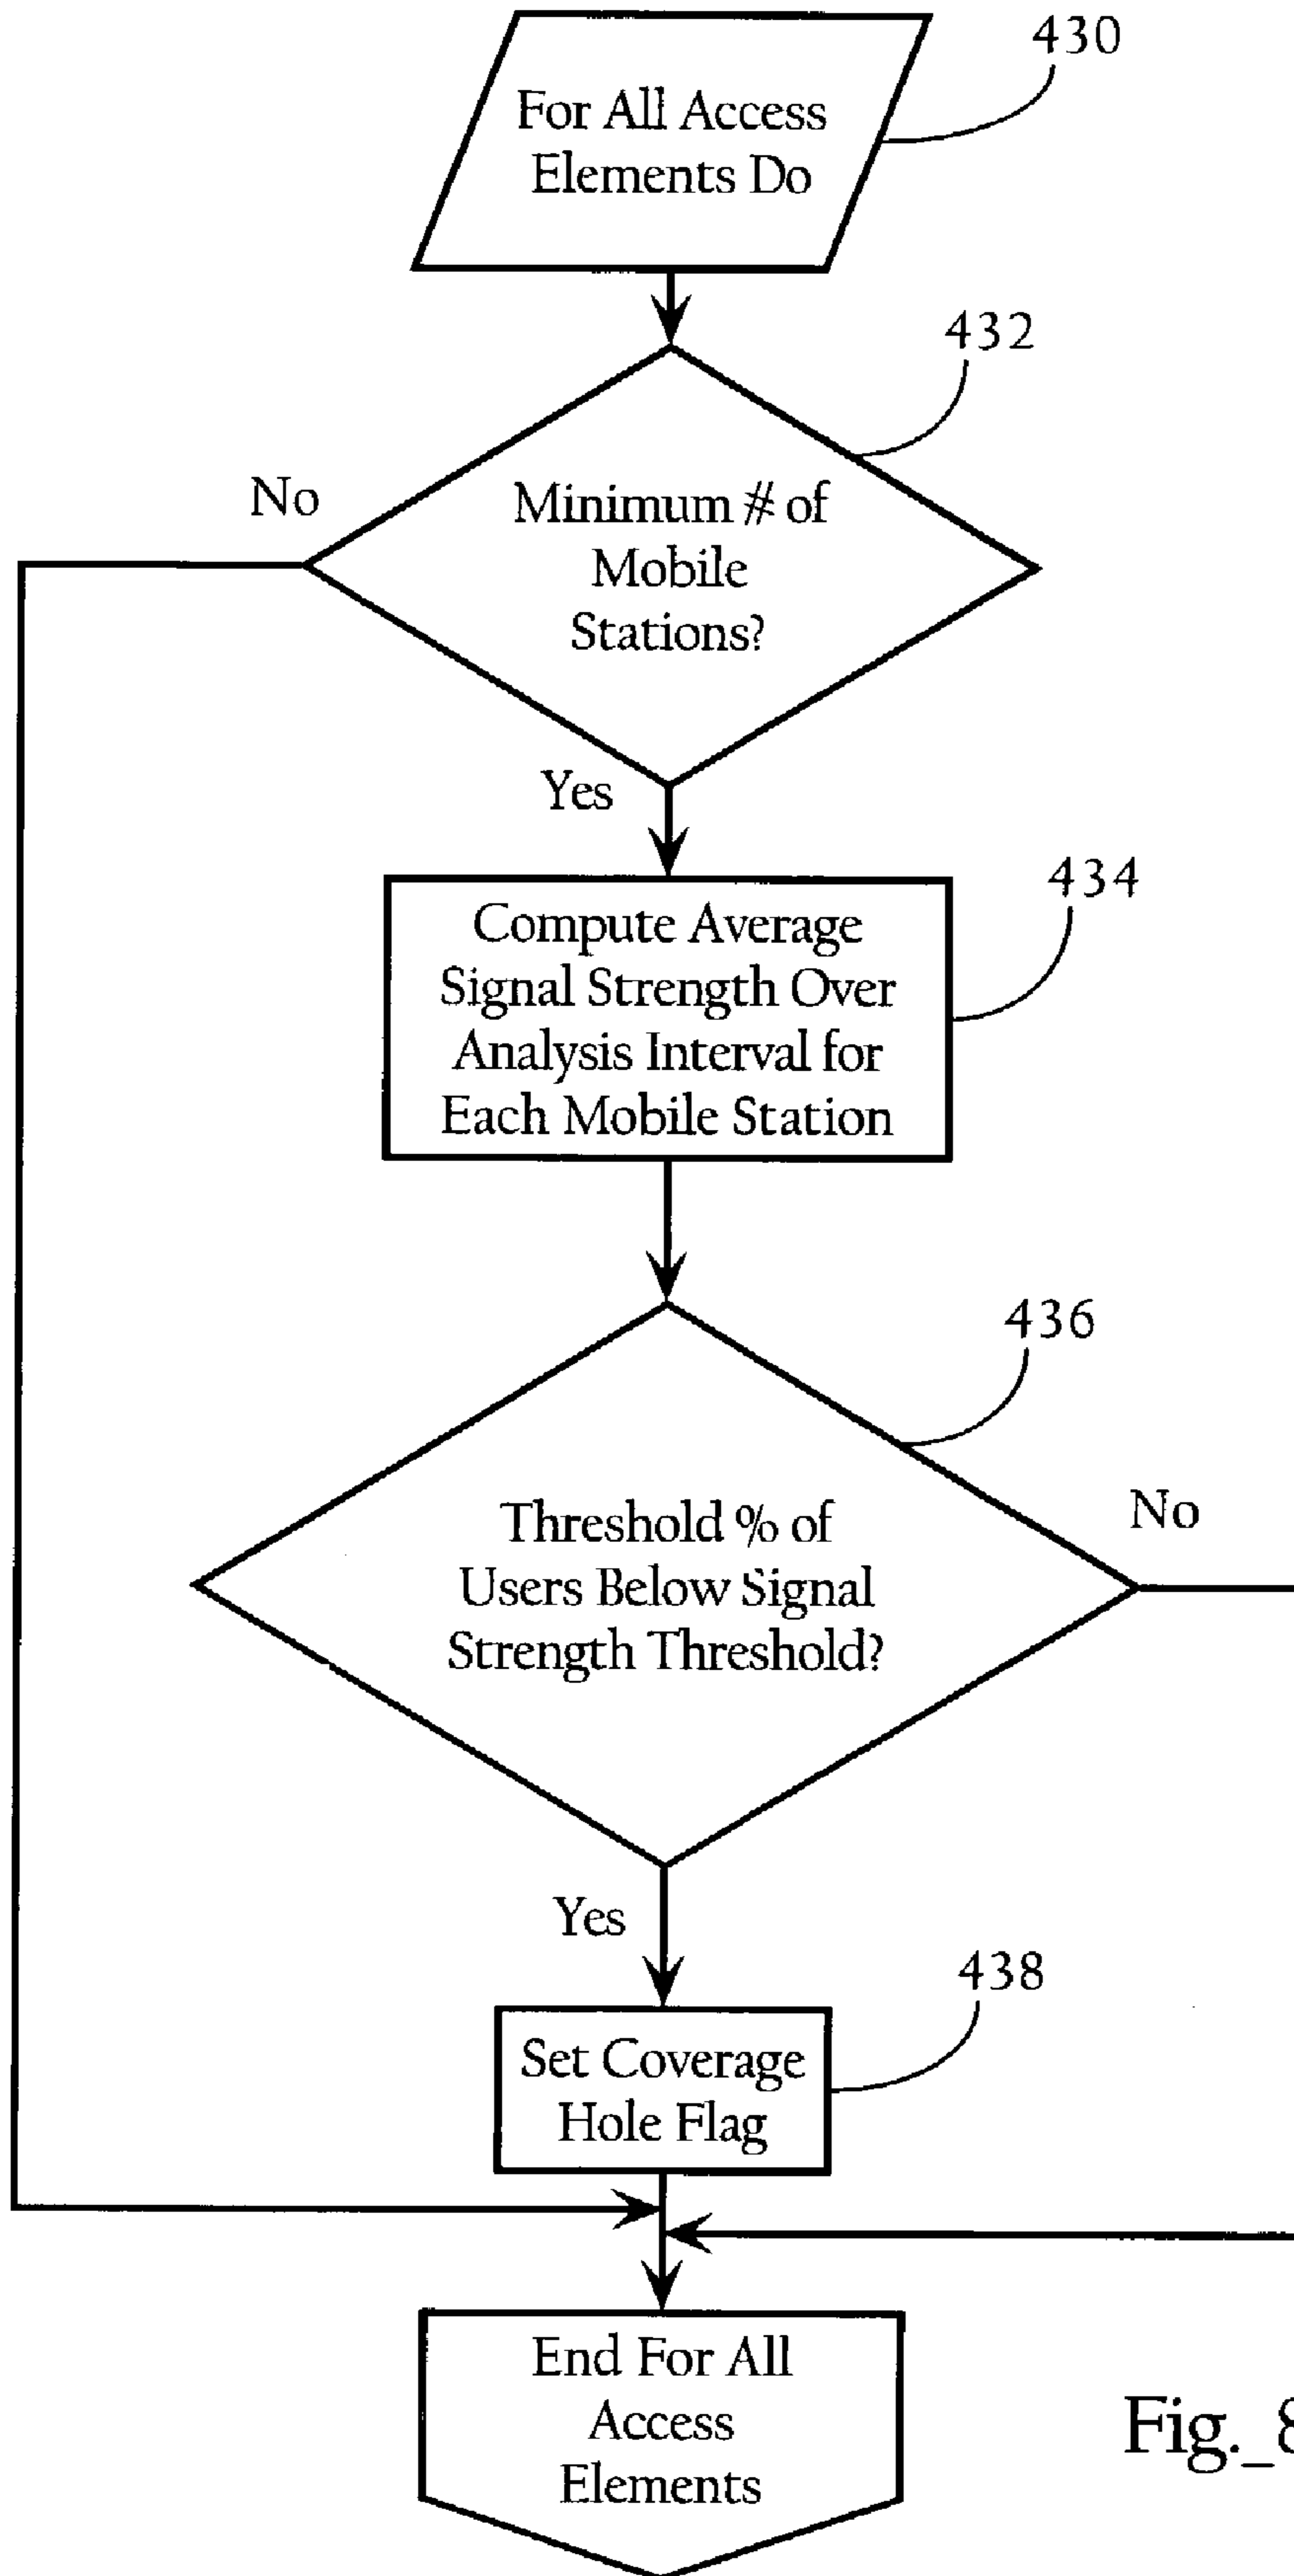 430
For All Access
Elements Do
432
No
Minimum # of
Mobile
Stations?
Yes
434
Compute Average
Signal Strength Over
Analysis Interval for
Each Mobile Station
436
No
Threshold % of
Users Below Signal
Strength Threshold?
Yes
438
Set Coverage
Hole Flag
End For All
Access
Elements
Fig._8